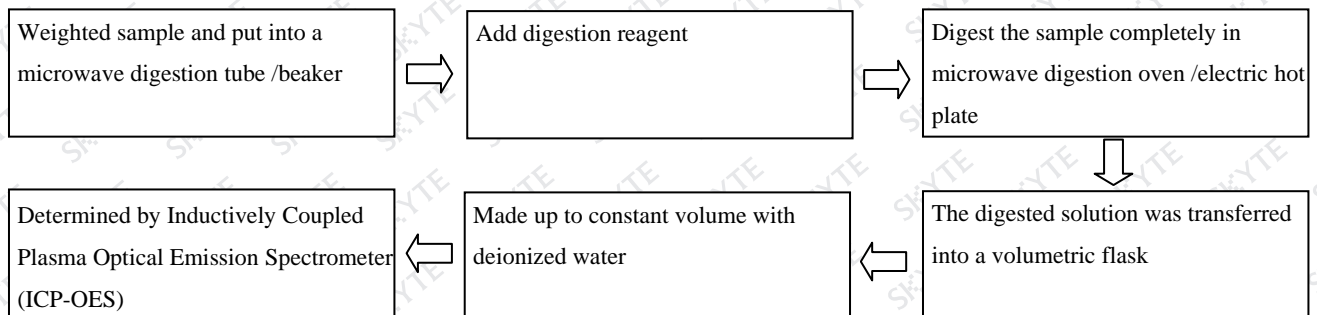 Weighted sample and put into a
microwave digestion tube /beaker
Add digestion reagent
Digest the sample completely in
microwave digestion oven /electric hot
plate
The digested solution was transferred
into a volumetric flask
Made up to constant volume with
deionized water
Determined by Inductively Coupled
Plasma Optical Emission Spectrometer
(ICP-OES)